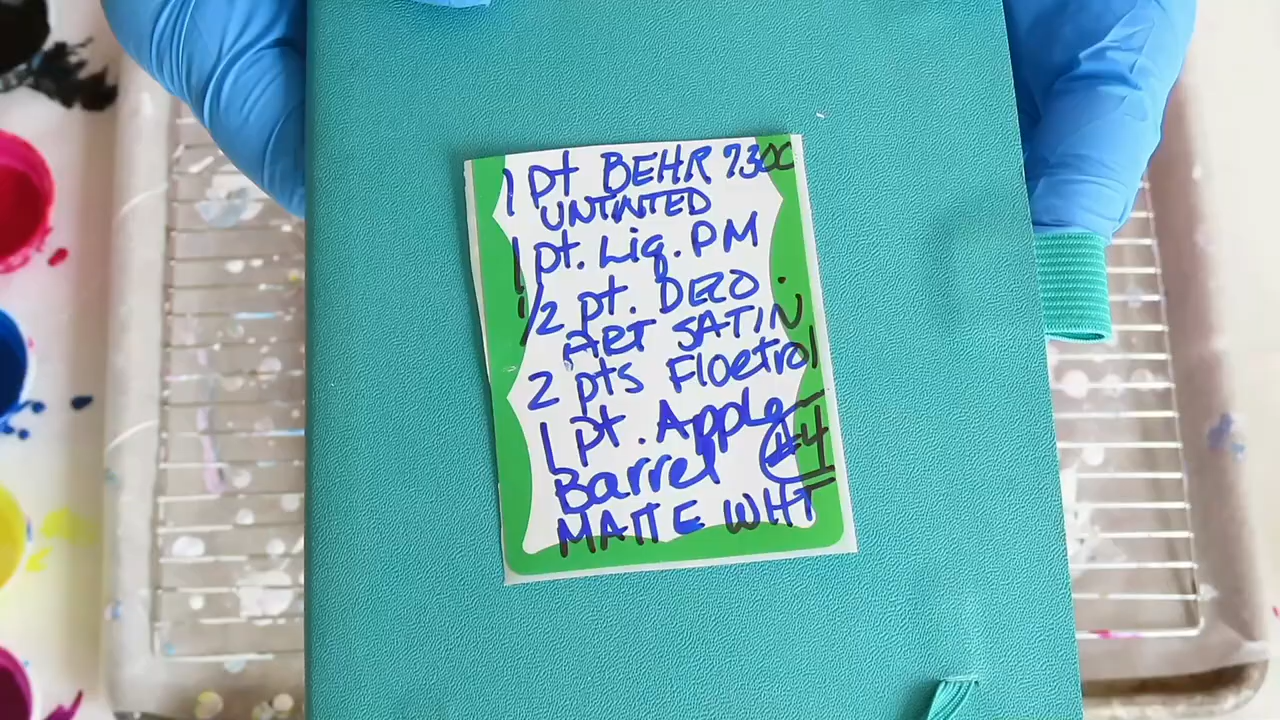 1 pt BEHR 7300
UNTINTED
1 pt. Liq. PM
1/2 pt. DECO.
ART SATIN
2 pts Floetrol
1 pt. Apple
Barrel #4
MATTE WHT